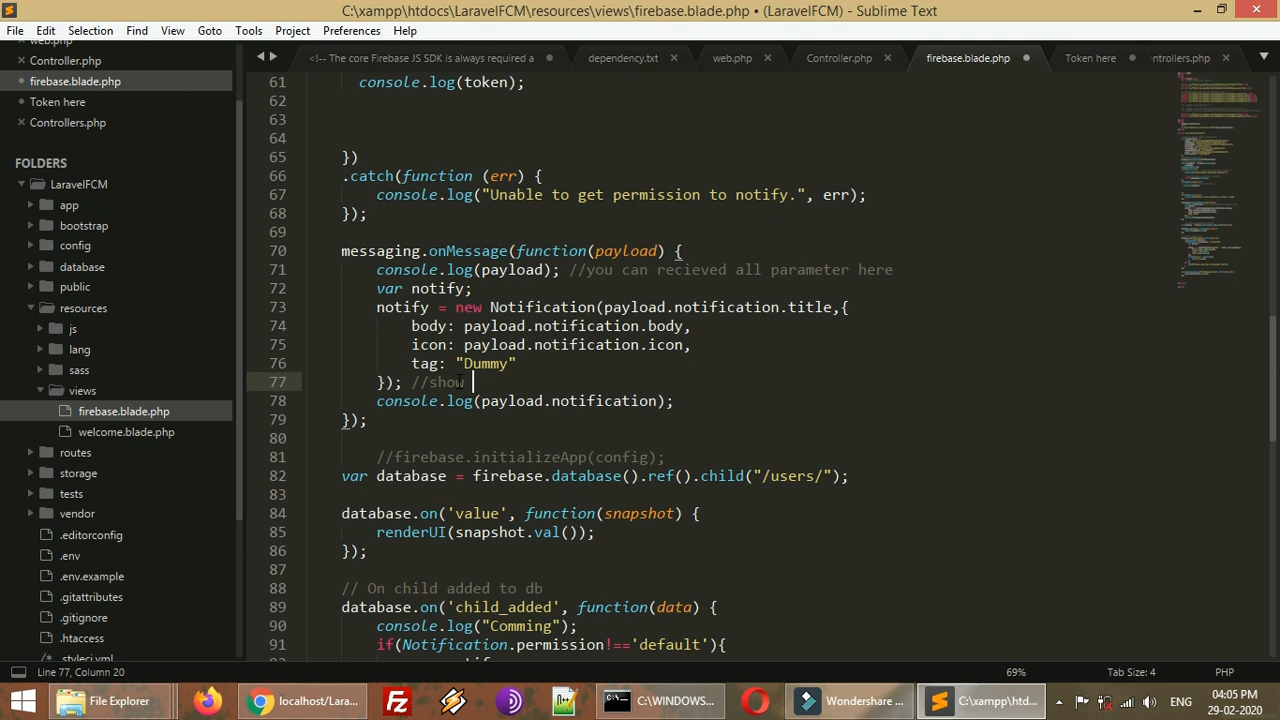 C:\xampp\htdocs\LaravelFCM\resources\views\firebase.blade.php • (LaravelFCM) - Sublime Text
File Edit Selection Find View Goto Tools Project Preferences Help
web.php
Controller.php
firebase.blade.php
Token here
Controllers.php
FOLDERS
LaravelFCM
app
bootstrap
config
database
public
resources
js
lang
sass
views
firebase.blade.php
welcome.blade.php
routes
storage
tests
vendor
.editorconfig
.env
.env.example
.gitattributes
.gitignore
.htaccess
.styleci.yml
<!-- The core Firebase JS SDK is always required a dependency.txt web.php Controller.php firebase.blade.php Token here ntrollers.php
61 console.log(token);
62
63
64
65 })
66 .catch(function (err) {
67 console.log("Unable to get permission to notify.", err);
68 });
69
70 messaging.onMessage(function(payload) {
71 console.log(payload); //you can recieved all parameter here
72 var notify;
73 notify = new Notification(payload.notification.title,{
74 body: payload.notification.body,
75 icon: payload.notification.icon,
76 tag: "Dummy"
77 }); //show
78 console.log(payload.notification);
79 });
80
81 //firebase.initializeApp(config);
82 var database = firebase.database().ref().child("/users/");
83
84 database.on('value', function(snapshot) {
85 renderUI(snapshot.val());
86 });
87
88 // On child added to db
89 database.on('child_added', function(data) {
90 console.log("Comming");
91 if(Notification.permission!=='default'){
Line 77, Column 20 69% Tab Size: 4 PHP
File Explorer localhost/Lara... C:\WINDOWS... Wondershare ... C:\xampp\htd... ENG
04:05 PM
29-02-2020